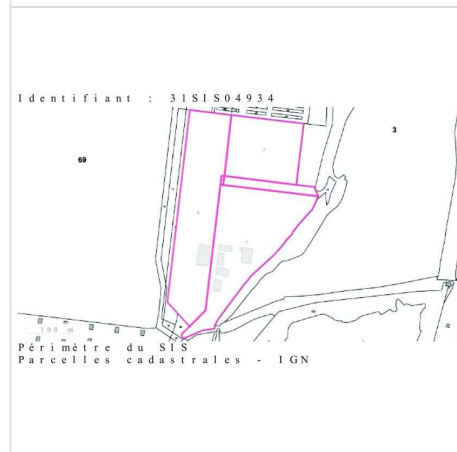 Identifiant : 31SIS04934
3
69
100 m
Périmètre du SIS
Parcelles cadastrales - IGN